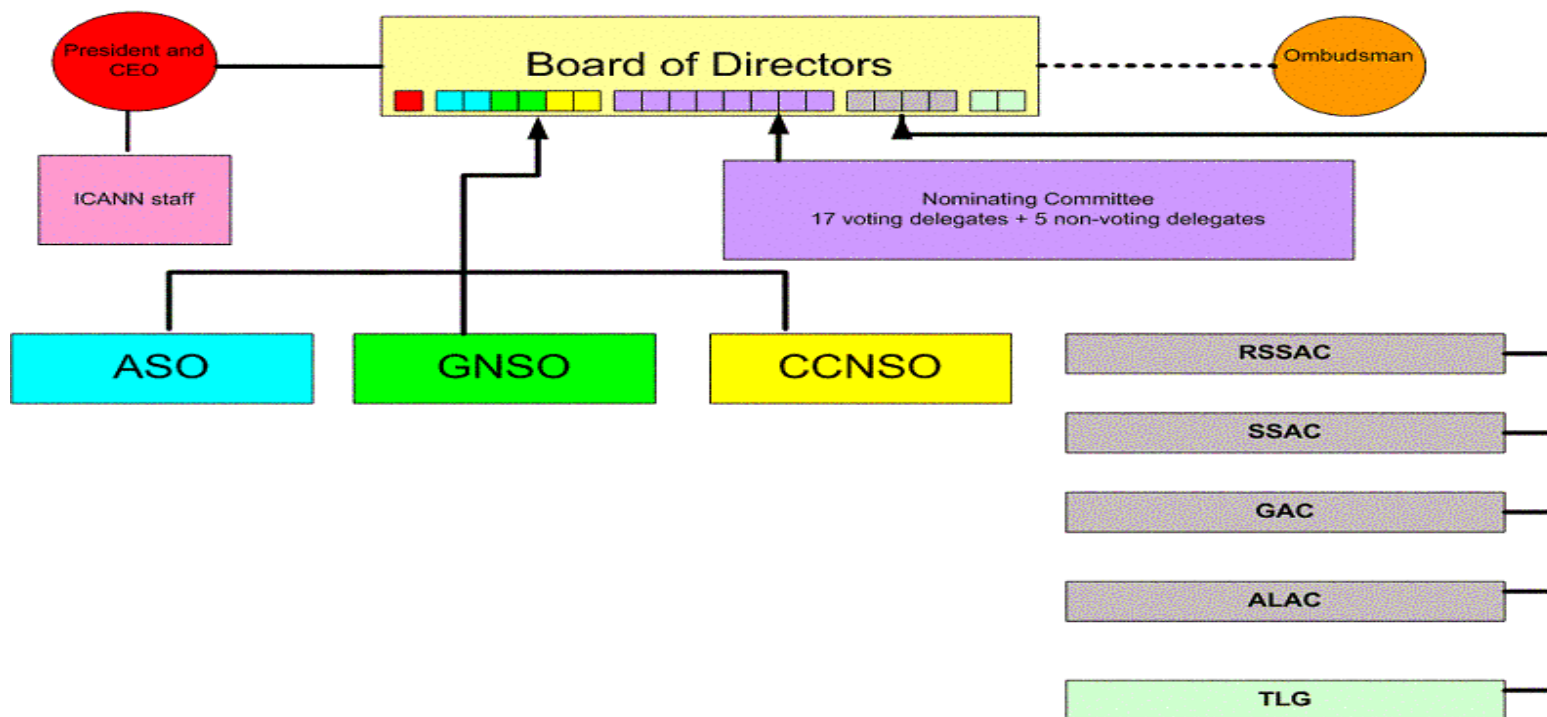 President and
CEO
Board of Directors
Ombudsman
ICANN staff
Nominating Committee
17 voting delegates + 5 non-voting delegates
ASO
GNSO
CCNSO
RSSAC
SSAC
GAC
ALAC
TLG